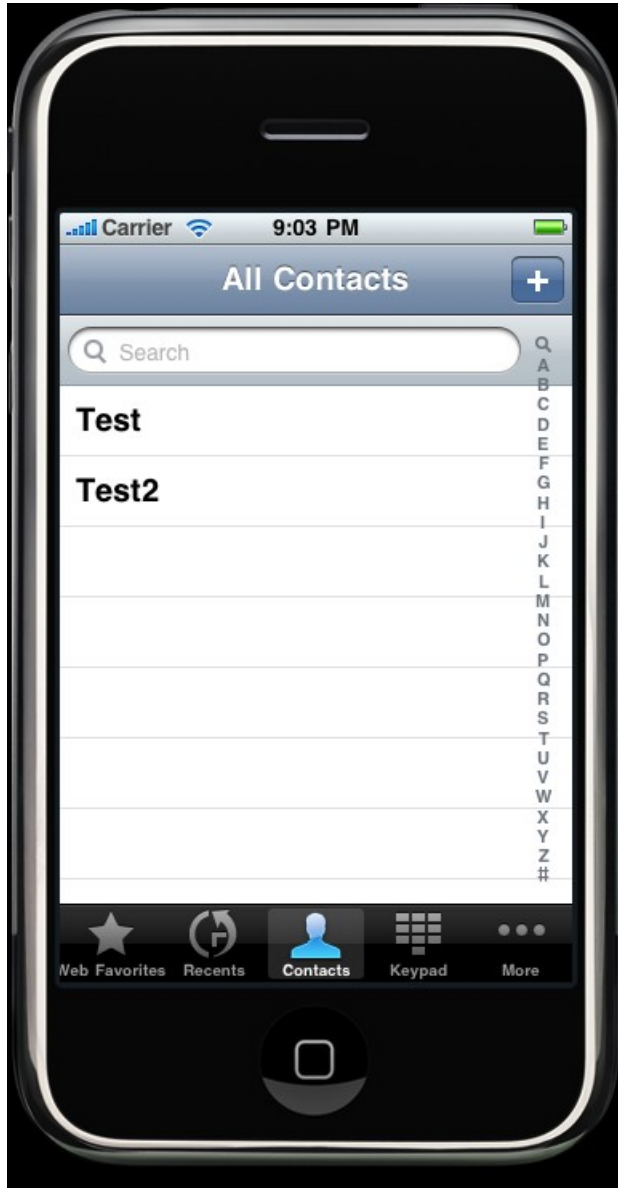 Carrier 9:03 PM
All Contacts +
Search
Test
Test2
A
B
C
D
E
F
G
H
I
J
K
L
M
N
O
P
Q
R
S
T
U
V
W
X
Y
Z
#
Web Favorites Recents Contacts Keypad More